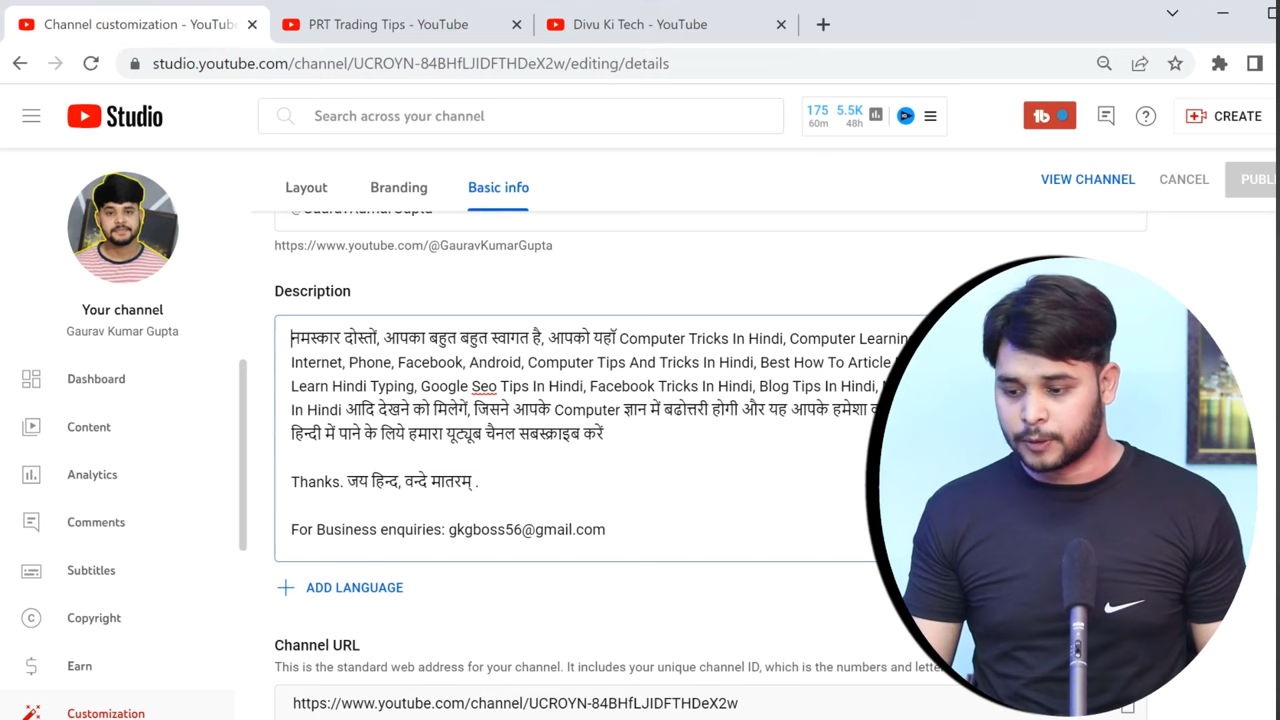 Channel customization - YouTube
PRT Trading Tips - YouTube
Divu Ki Tech - YouTube
studio.youtube.com/channel/UCROYN-84BHfLJIDFTHDeX2w/editing/details
Studio
Search across your channel
175 5.5K
60m 48h
CREATE
Layout Branding Basic info
VIEW CHANNEL CANCEL PUBL
@GauravKumarGupta
https://www.youtube.com/@GauravKumarGupta
Your channel
Gaurav Kumar Gupta
Dashboard
Content
Analytics
Comments
Subtitles
Copyright
Earn
Customization
Description
नमस्कार दोस्तों, आपका बहुत बहुत स्वागत है, आपको यहाॅ Computer Tricks In Hindi, Computer Learning
Internet, Phone, Facebook, Android, Computer Tips And Tricks In Hindi, Best How To Article
Learn Hindi Typing, Google Seo Tips In Hindi, Facebook Tricks In Hindi, Blog Tips In Hindi,
In Hindi आदि देखने को मिलेगें, जिसने आपके Computer ज्ञान में बढोत्तरी होगी और यह आपके हमेशा
हिन्दी में पाने के लिये हमारा यूट्यूब चैनल सबस्क्राइब करें
Thanks. जय हिन्द, वन्दे मातरम् .
For Business enquiries: gkgboss56@gmail.com
ADD LANGUAGE
Channel URL
This is the standard web address for your channel. It includes your unique channel ID, which is the numbers and
https://www.youtube.com/channel/UCROYN-84BHfLJIDFTHDeX2w